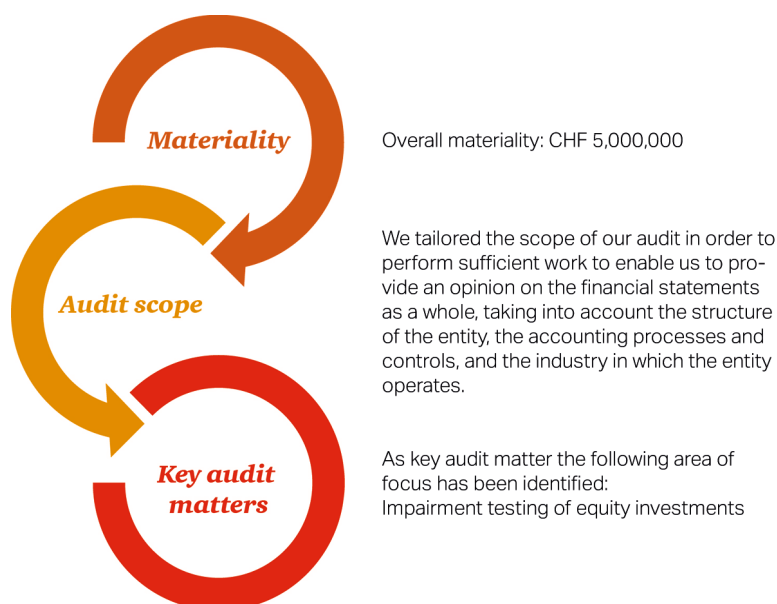 Materiality
Overall materiality: CHF 5,000,000
Audit scope
We tailored the scope of our audit in order to
perform sufficient work to enable us to pro-
vide an opinion on the financial statements
as a whole, taking into account the structure
of the entity, the accounting processes and
controls, and the industry in which the entity
operates.
Key audit
matters
As key audit matter the following area of
focus has been identified:
Impairment testing of equity investments